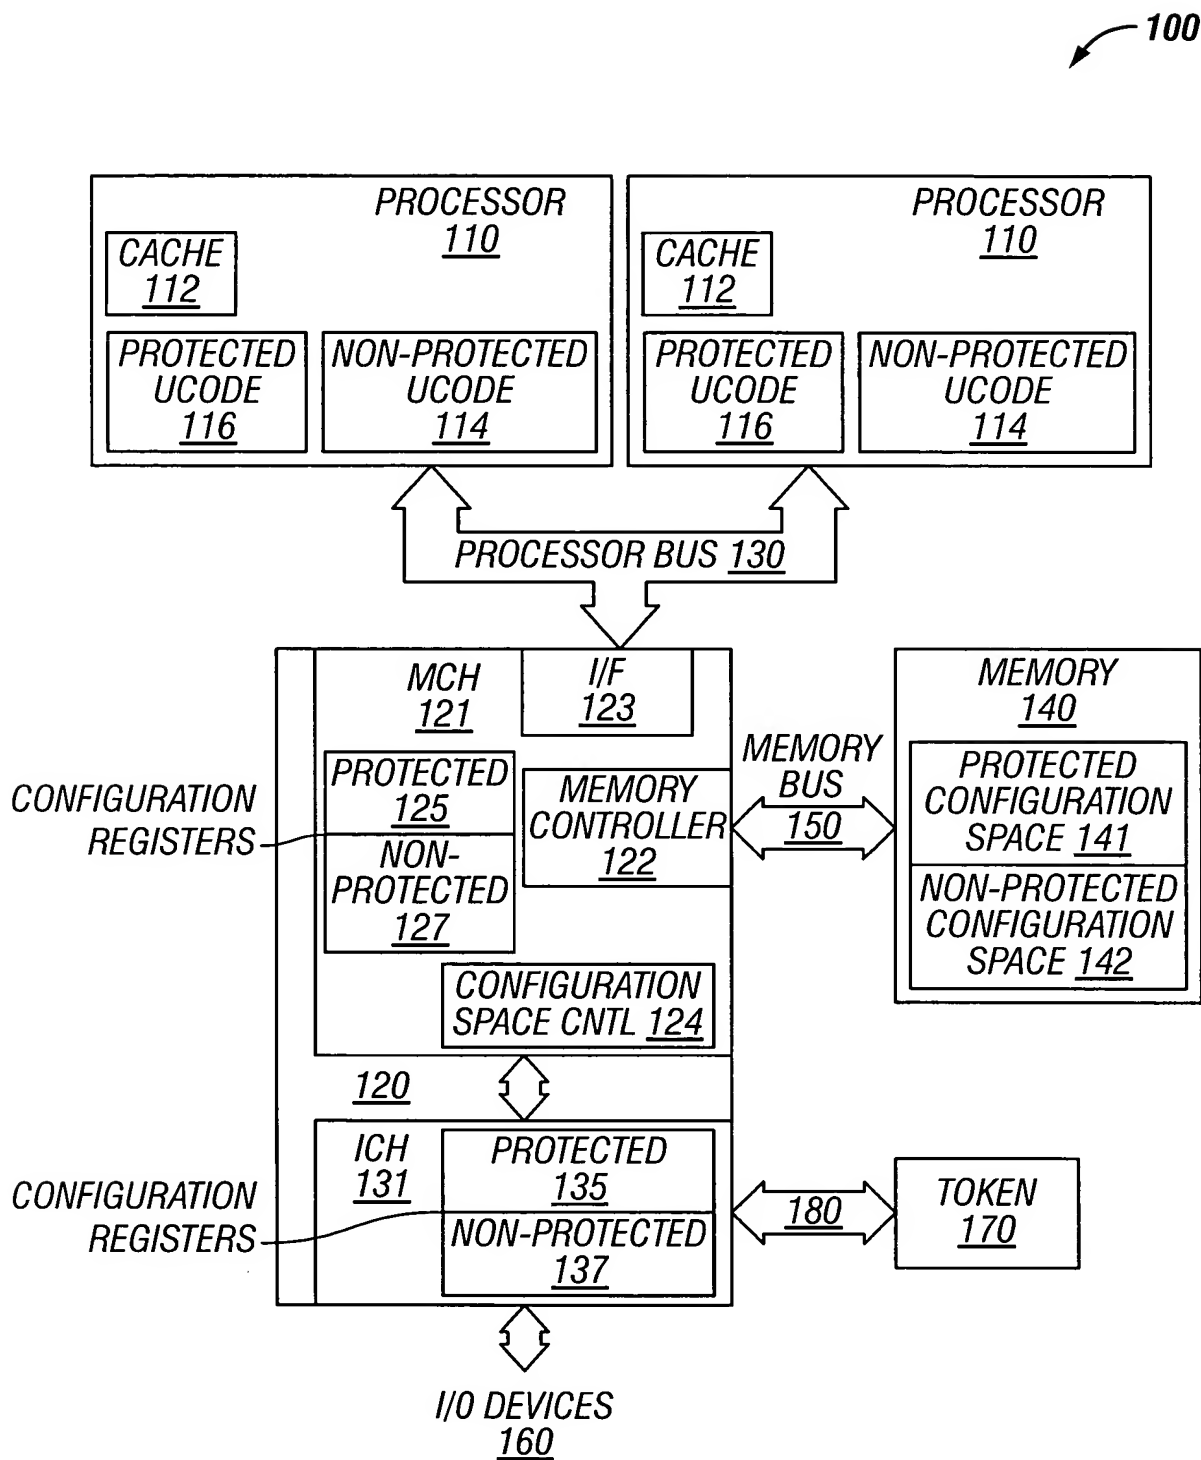 100
PROCESSOR
110
CACHE
112
PROTECTED
UCODE
116
NON-PROTECTED
UCODE
114
PROCESSOR
110
CACHE
112
PROTECTED
UCODE
116
NON-PROTECTED
UCODE
114
PROCESSOR BUS 130
MCH
121
I/F
123
CONFIGURATION
REGISTERS
PROTECTED
125
NON-
PROTECTED
127
MEMORY
CONTROLLER
122
CONFIGURATION
SPACE CNTL 124
MEMORY
BUS
150
MEMORY
140
PROTECTED
CONFIGURATION
SPACE 141
NON-PROTECTED
CONFIGURATION
SPACE 142
120
ICH
131
CONFIGURATION
REGISTERS
PROTECTED
135
NON-PROTECTED
137
180
TOKEN
170
I/0 DEVICES
160